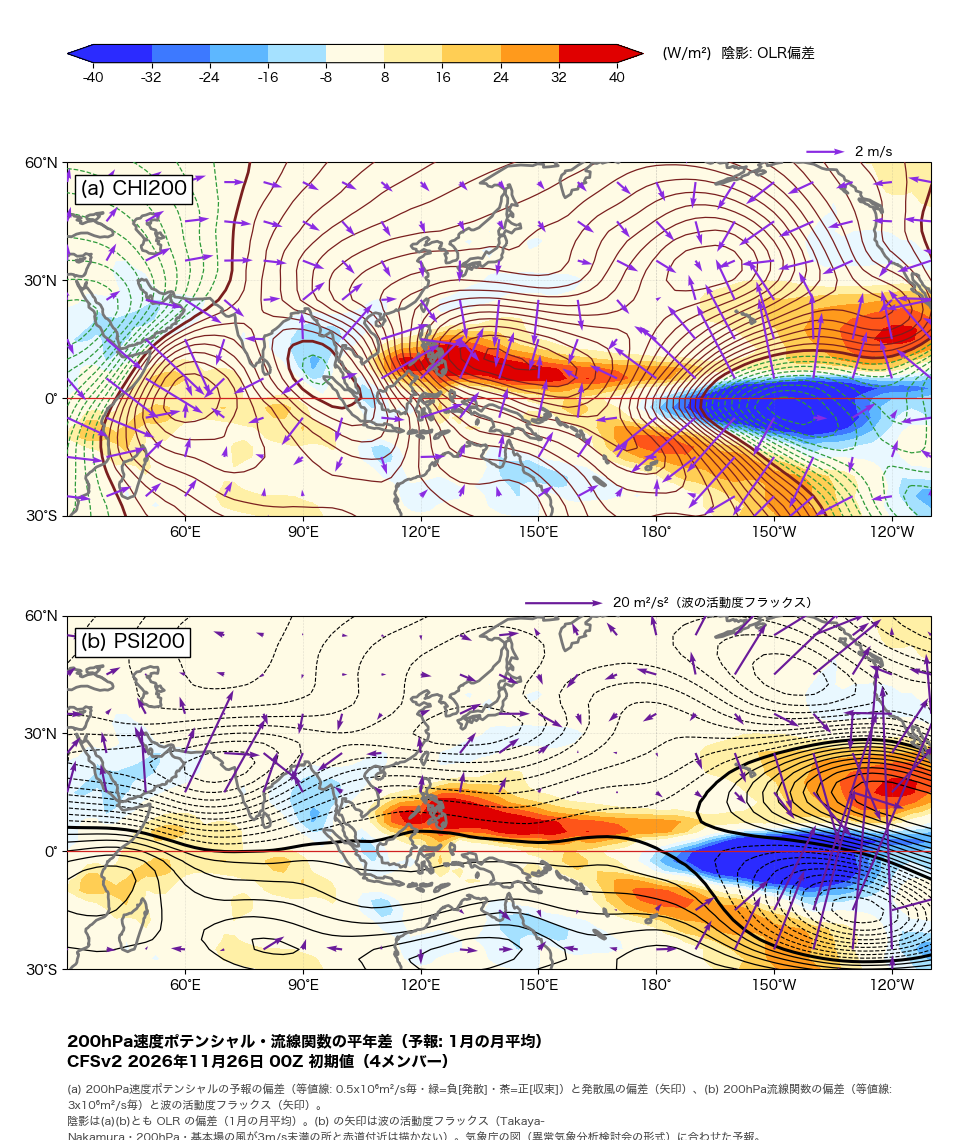 (W/m²) 陰影: OLR偏差
-40 -32 -24 -16 -8 8 16 24 32 40
2 m/s
(a) CHI200
60°N
30°N
0°
30°S
60°E 90°E 120°E 150°E 180° 150°W 120°W
20 m²/s² (波の活動度フラックス)
(b) PSI200
60°N
30°N
0°
30°S
60°E 90°E 120°E 150°E 180° 150°W 120°W
200hPa速度ポテンシャル・流線関数の平年差（予報: 1月の月平均）
CFSv2 2026年11月26日 00Z 初期値（4メンバー）
(a) 200hPa速度ポテンシャルの予報の偏差（等値線: 0.5x10⁶m²/s毎・緑=負[発散]・茶=正[収束]）と発散風の偏差（矢印）、(b) 200hPa流線関数の偏差（等値線:
3x10⁶m²/s毎）と波の活動度フラックス（矢印）。
陰影は(a)(b)とも OLR の偏差（1月の月平均）。(b) の矢印は波の活動度フラックス（Takaya-
Nakamura・200hPa・基本場の風が3m/s未満の所と赤道付近は描かない）。気象庁の図（異常気象分析検討会の形式）に合わせた予報。